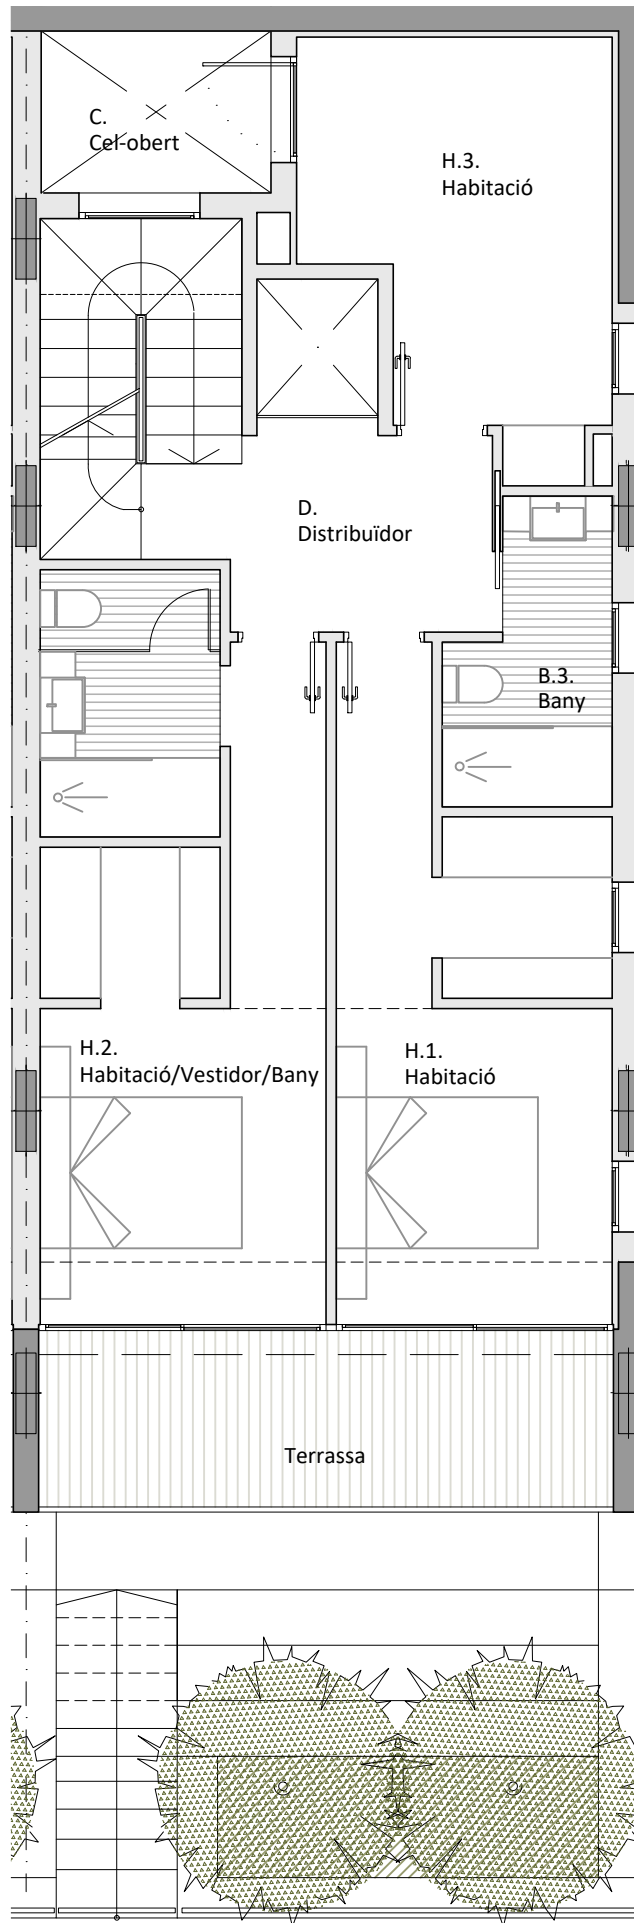 C.
Cel-obert
H.3.
Habitació
D.
Distribuïdor
B.3.
Bany
H.2.
Habitació/Vestidor/Bany
H.1.
Habitació
Terrassa